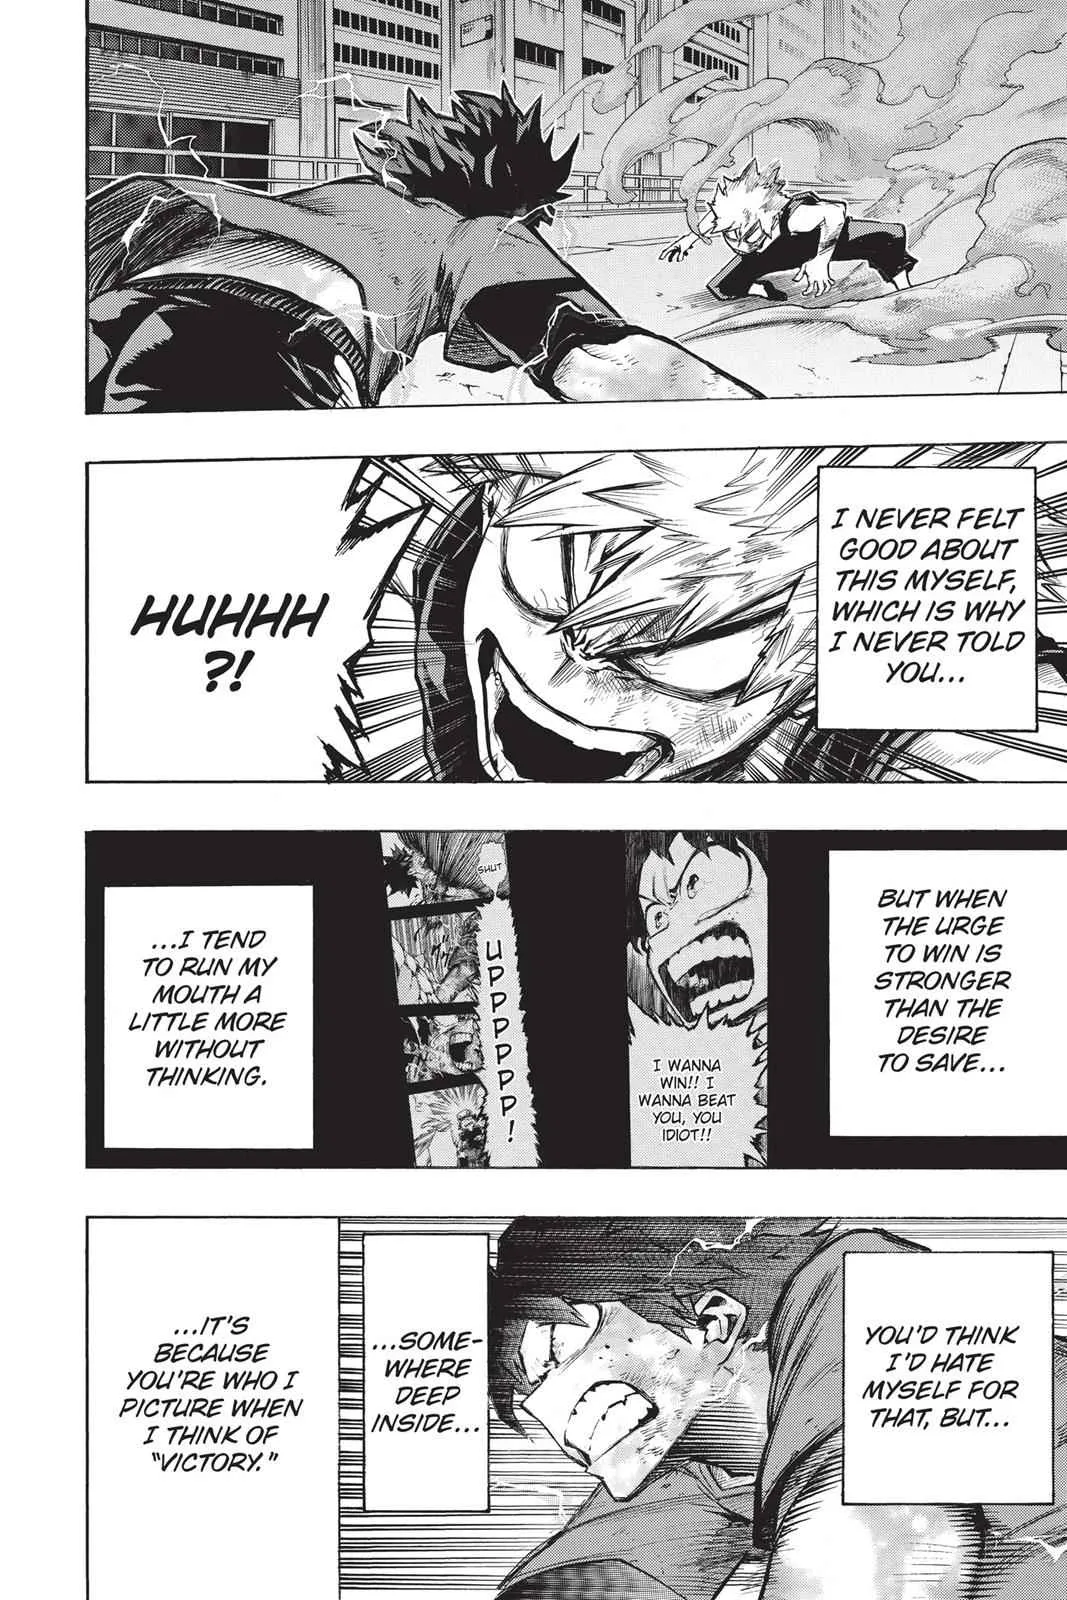 I NEVER FELT
GOOD ABOUT
THIS MYSELF,
WHICH IS WHY
I NEVER TOLD
YOU...
HUHHH
?!
BUT WHEN
THE URGE
TO WIN IS
STRONGER
THAN THE
DESIRE
TO SAVE...
I WANNA
WIN!! I
WANNA BEAT
YOU, YOU
IDIOT!!
SHUT
UPPPPPP!
...I TEND
TO RUN MY
MOUTH A
LITTLE MORE
WITHOUT
THINKING.
YOU'D THINK
I'D HATE
MYSELF FOR
THAT, BUT...
...SOME-
WHERE
DEEP
INSIDE...
...IT'S
BECAUSE
YOU'RE WHO I
PICTURE WHEN
I THINK OF
"VICTORY."